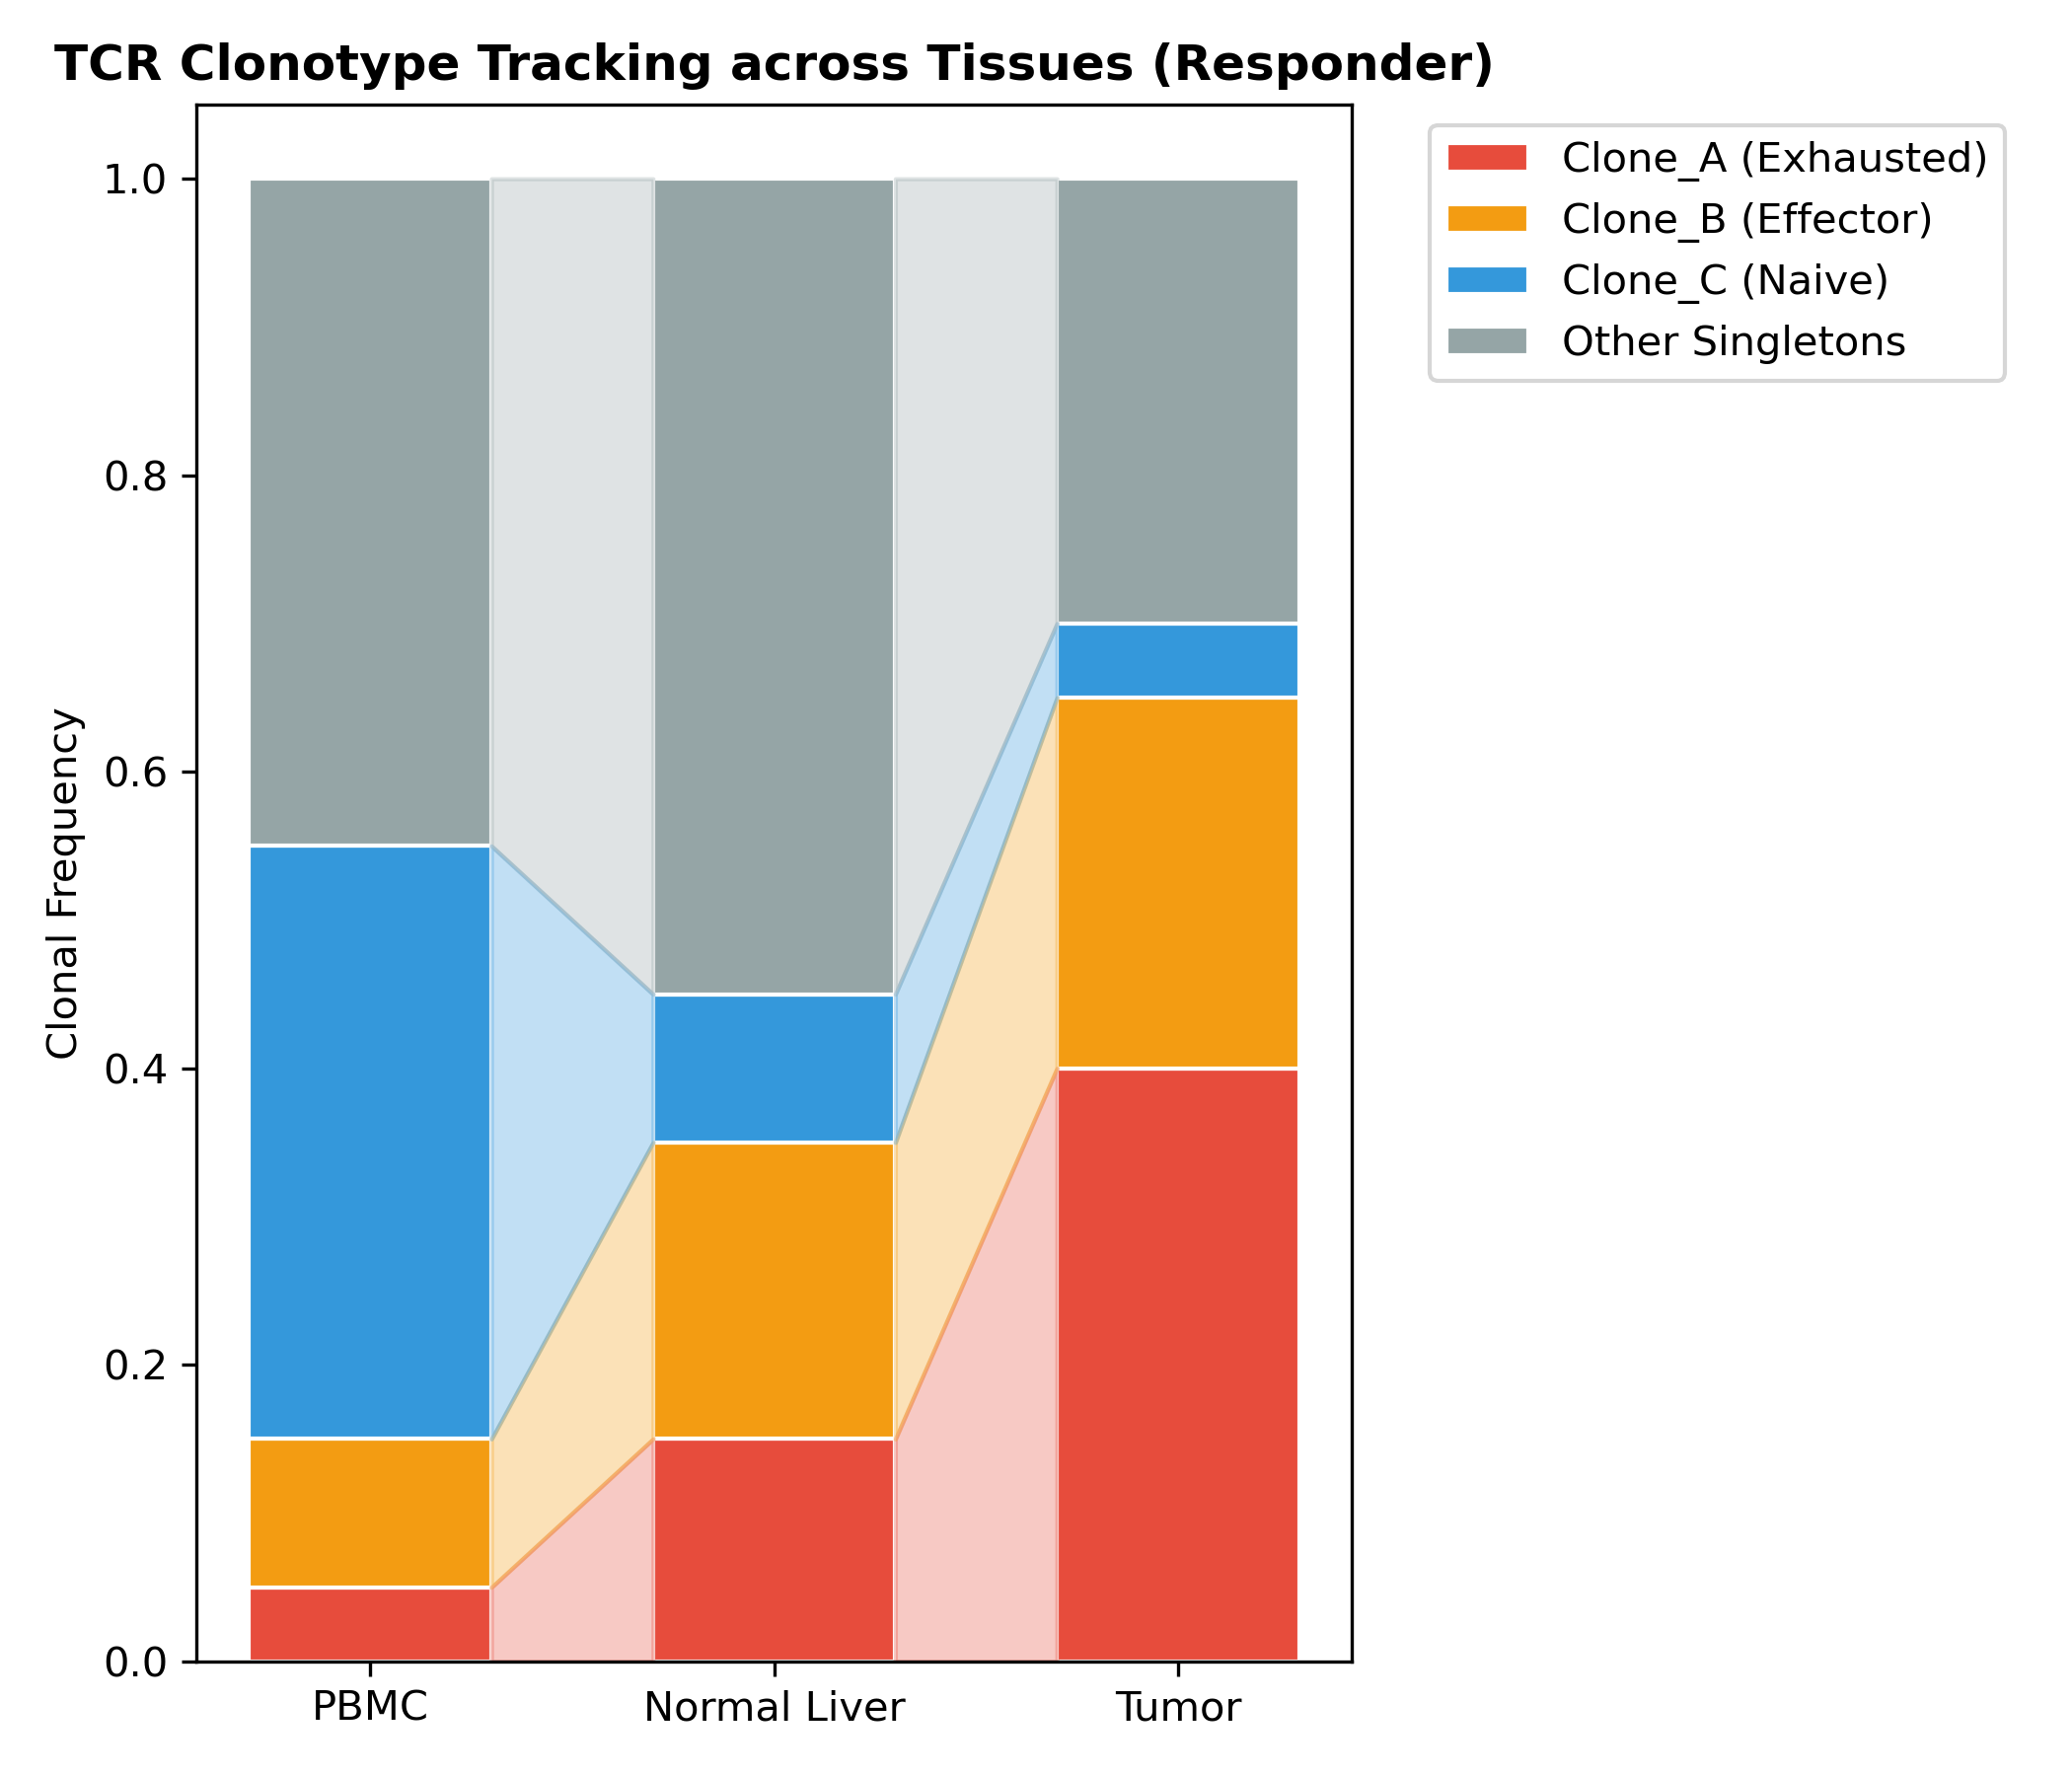 TCR Clonotype Tracking across Tissues (Responder)
Clone_A (Exhausted)
Clone_B (Effector)
Clone_C (Naive)
Other Singletons
Clonal Frequency
1.0
0.8
0.6
0.4
0.2
0.0
PBMC
Normal Liver
Tumor